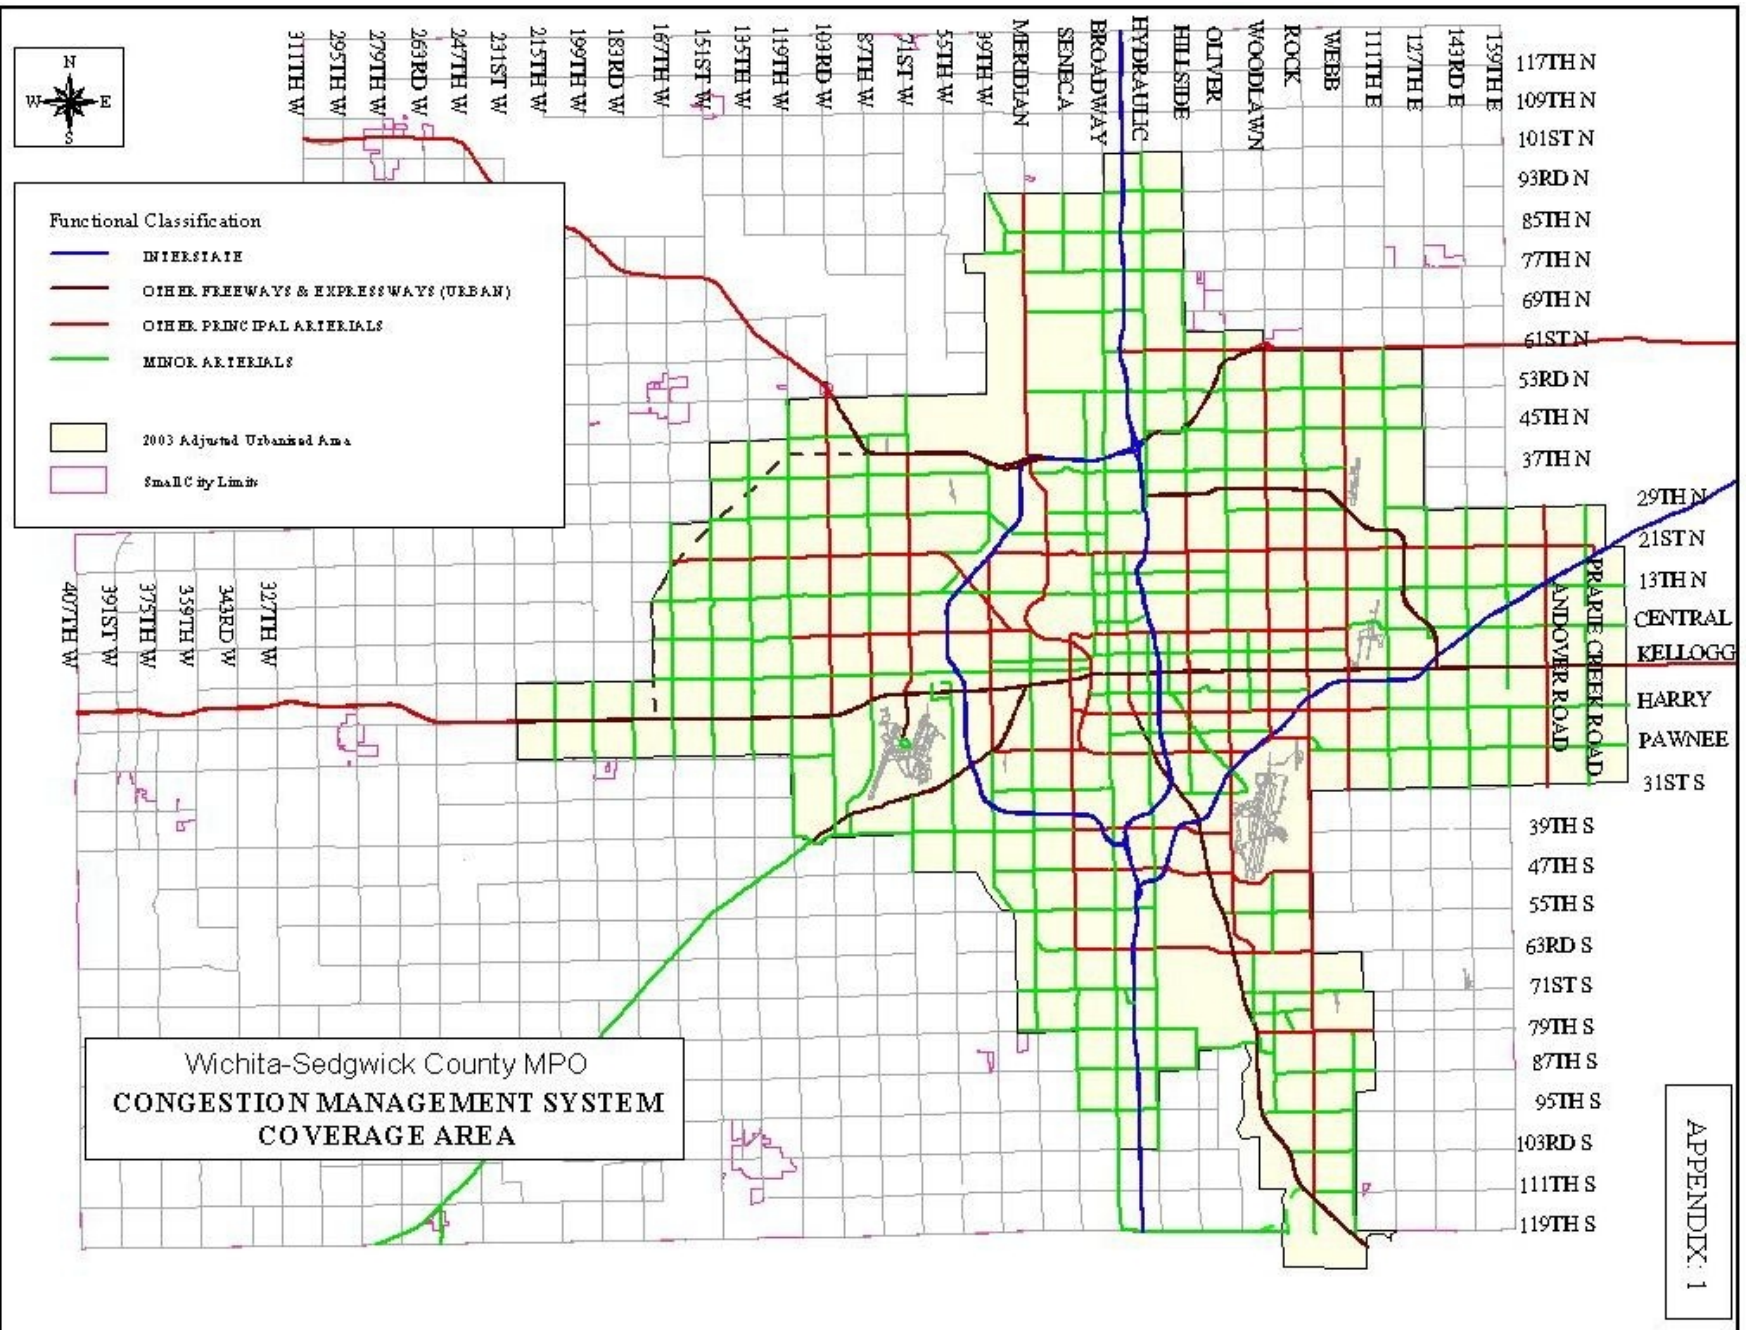 311TH W
295TH W
279TH W
263RD W
247TH W
231ST W
215TH W
199TH W
183RD W
167TH W
151ST W
135TH W
119TH W
103RD W
87TH W
71ST W
55TH W
39TH W
MERIDIAN
SENECA
BROADWAY
HYDRAULIC
HILLSIDE
OLIVER
WOODLAWN
ROCK
WEBB
111TH E
127TH E
143RD E
159TH E
N
W E
S
117TH N
109TH N
101ST N
93RD N
85TH N
77TH N
69TH N
61ST N
53RD N
45TH N
37TH N
29TH N
21ST N
13TH N
CENTRAL
KELLOGG
HARRY
PAWNEE
31ST S
39TH S
47TH S
55TH S
63RD S
71ST S
79TH S
87TH S
95TH S
103RD S
111TH S
119TH S
Functional Classification
INTERSTATE
OTHER FREEWAYS & EXPRESSWAYS (URBAN)
OTHER PRINCIPAL ARTERIALS
MINOR ARTERIALS
2003 Adjusted Urbanized Area
Small City Limits
407TH W
391ST W
375TH W
359TH W
343RD W
327TH W
ANDOVER ROAD
PRARIE CREEK ROAD
Wichita-Sedgwick County MPO
CONGESTION MANAGEMENT SYSTEM
COVERAGE AREA
APPENDIX: 1